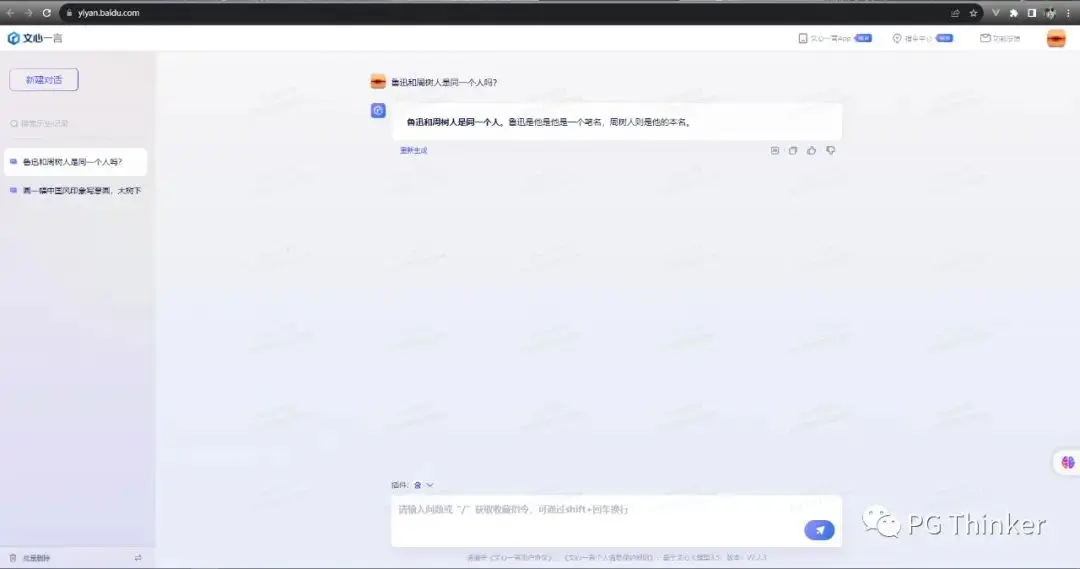 yiyan.baidu.com
文心一言
文心一言App NEW
指令中心 NEW
功能反馈
新建对话
搜索历史记录
鲁迅和周树人是同一个人吗?
画一幅中国风印象写意画，大树下
鲁迅和周树人是同一个人吗?
鲁迅和周树人是同一个人。鲁迅是他是他是一个笔名，周树人则是他的本名。
重新生成
插件:
请输入问题或“/”获取收藏指令，可通过shift+回车换行
批量删除
PG Thinker